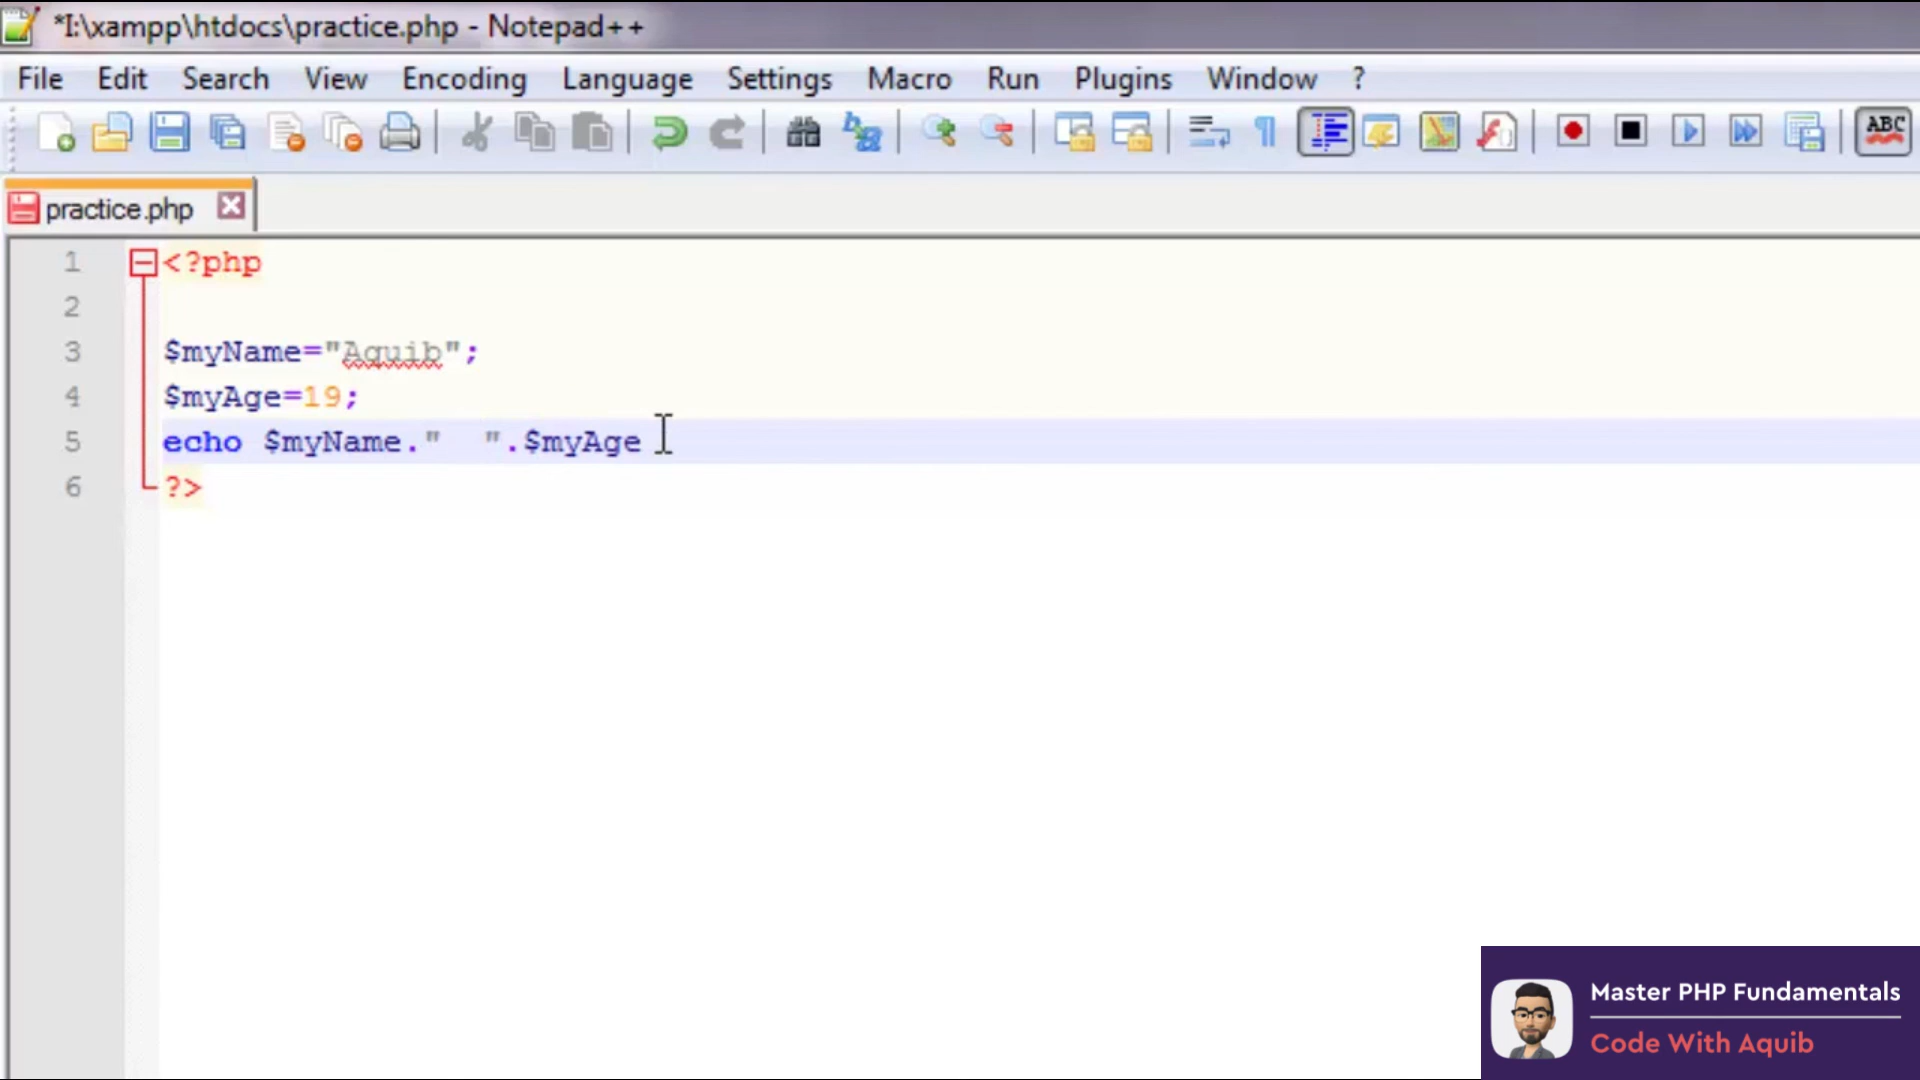 *I:\xampp\htdocs\practice.php - Notepad++
File Edit Search View Encoding Language Settings Macro Run Plugins Window ?
ABC
practice.php
1 <?php
2
3 $myName="Aquib";
4 $myAge=19;
5 echo $myName."  ".$myAge
6 ?>
Master PHP Fundamentals
Code With Aquib